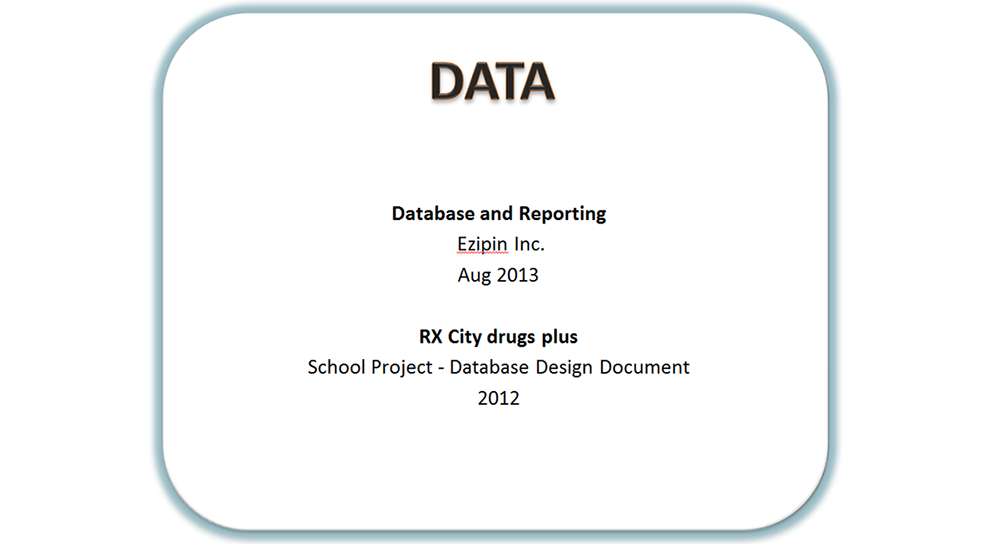 DATA
Database and Reporting
Ezipin Inc.
Aug 2013
RX City drugs plus
School Project - Database Design Document
2012